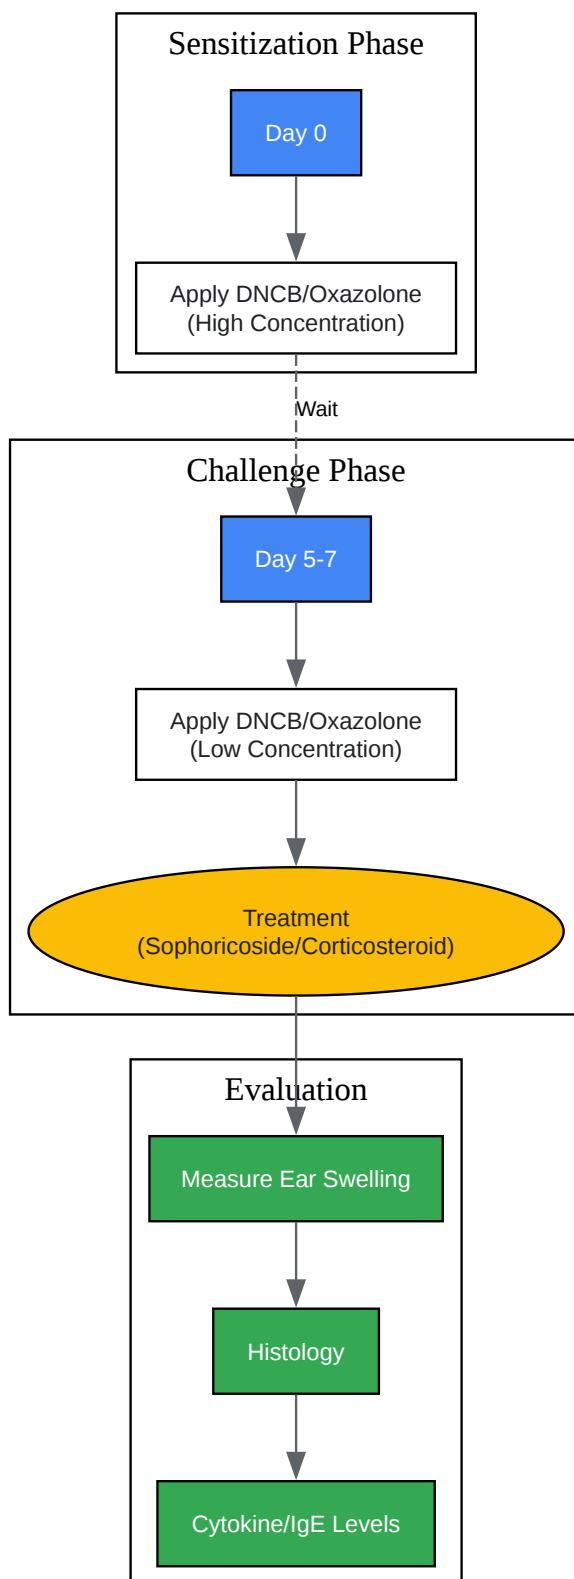 Sensitization Phase
Day 0
Apply DNCB/Oxazolone
(High Concentration)
Wait
Challenge Phase
Day 5-7
Apply DNCB/Oxazolone
(Low Concentration)
Treatment
(Sophoricoside/Corticosteroid)
Evaluation
Measure Ear Swelling
Histology
Cytokine/IgE Levels